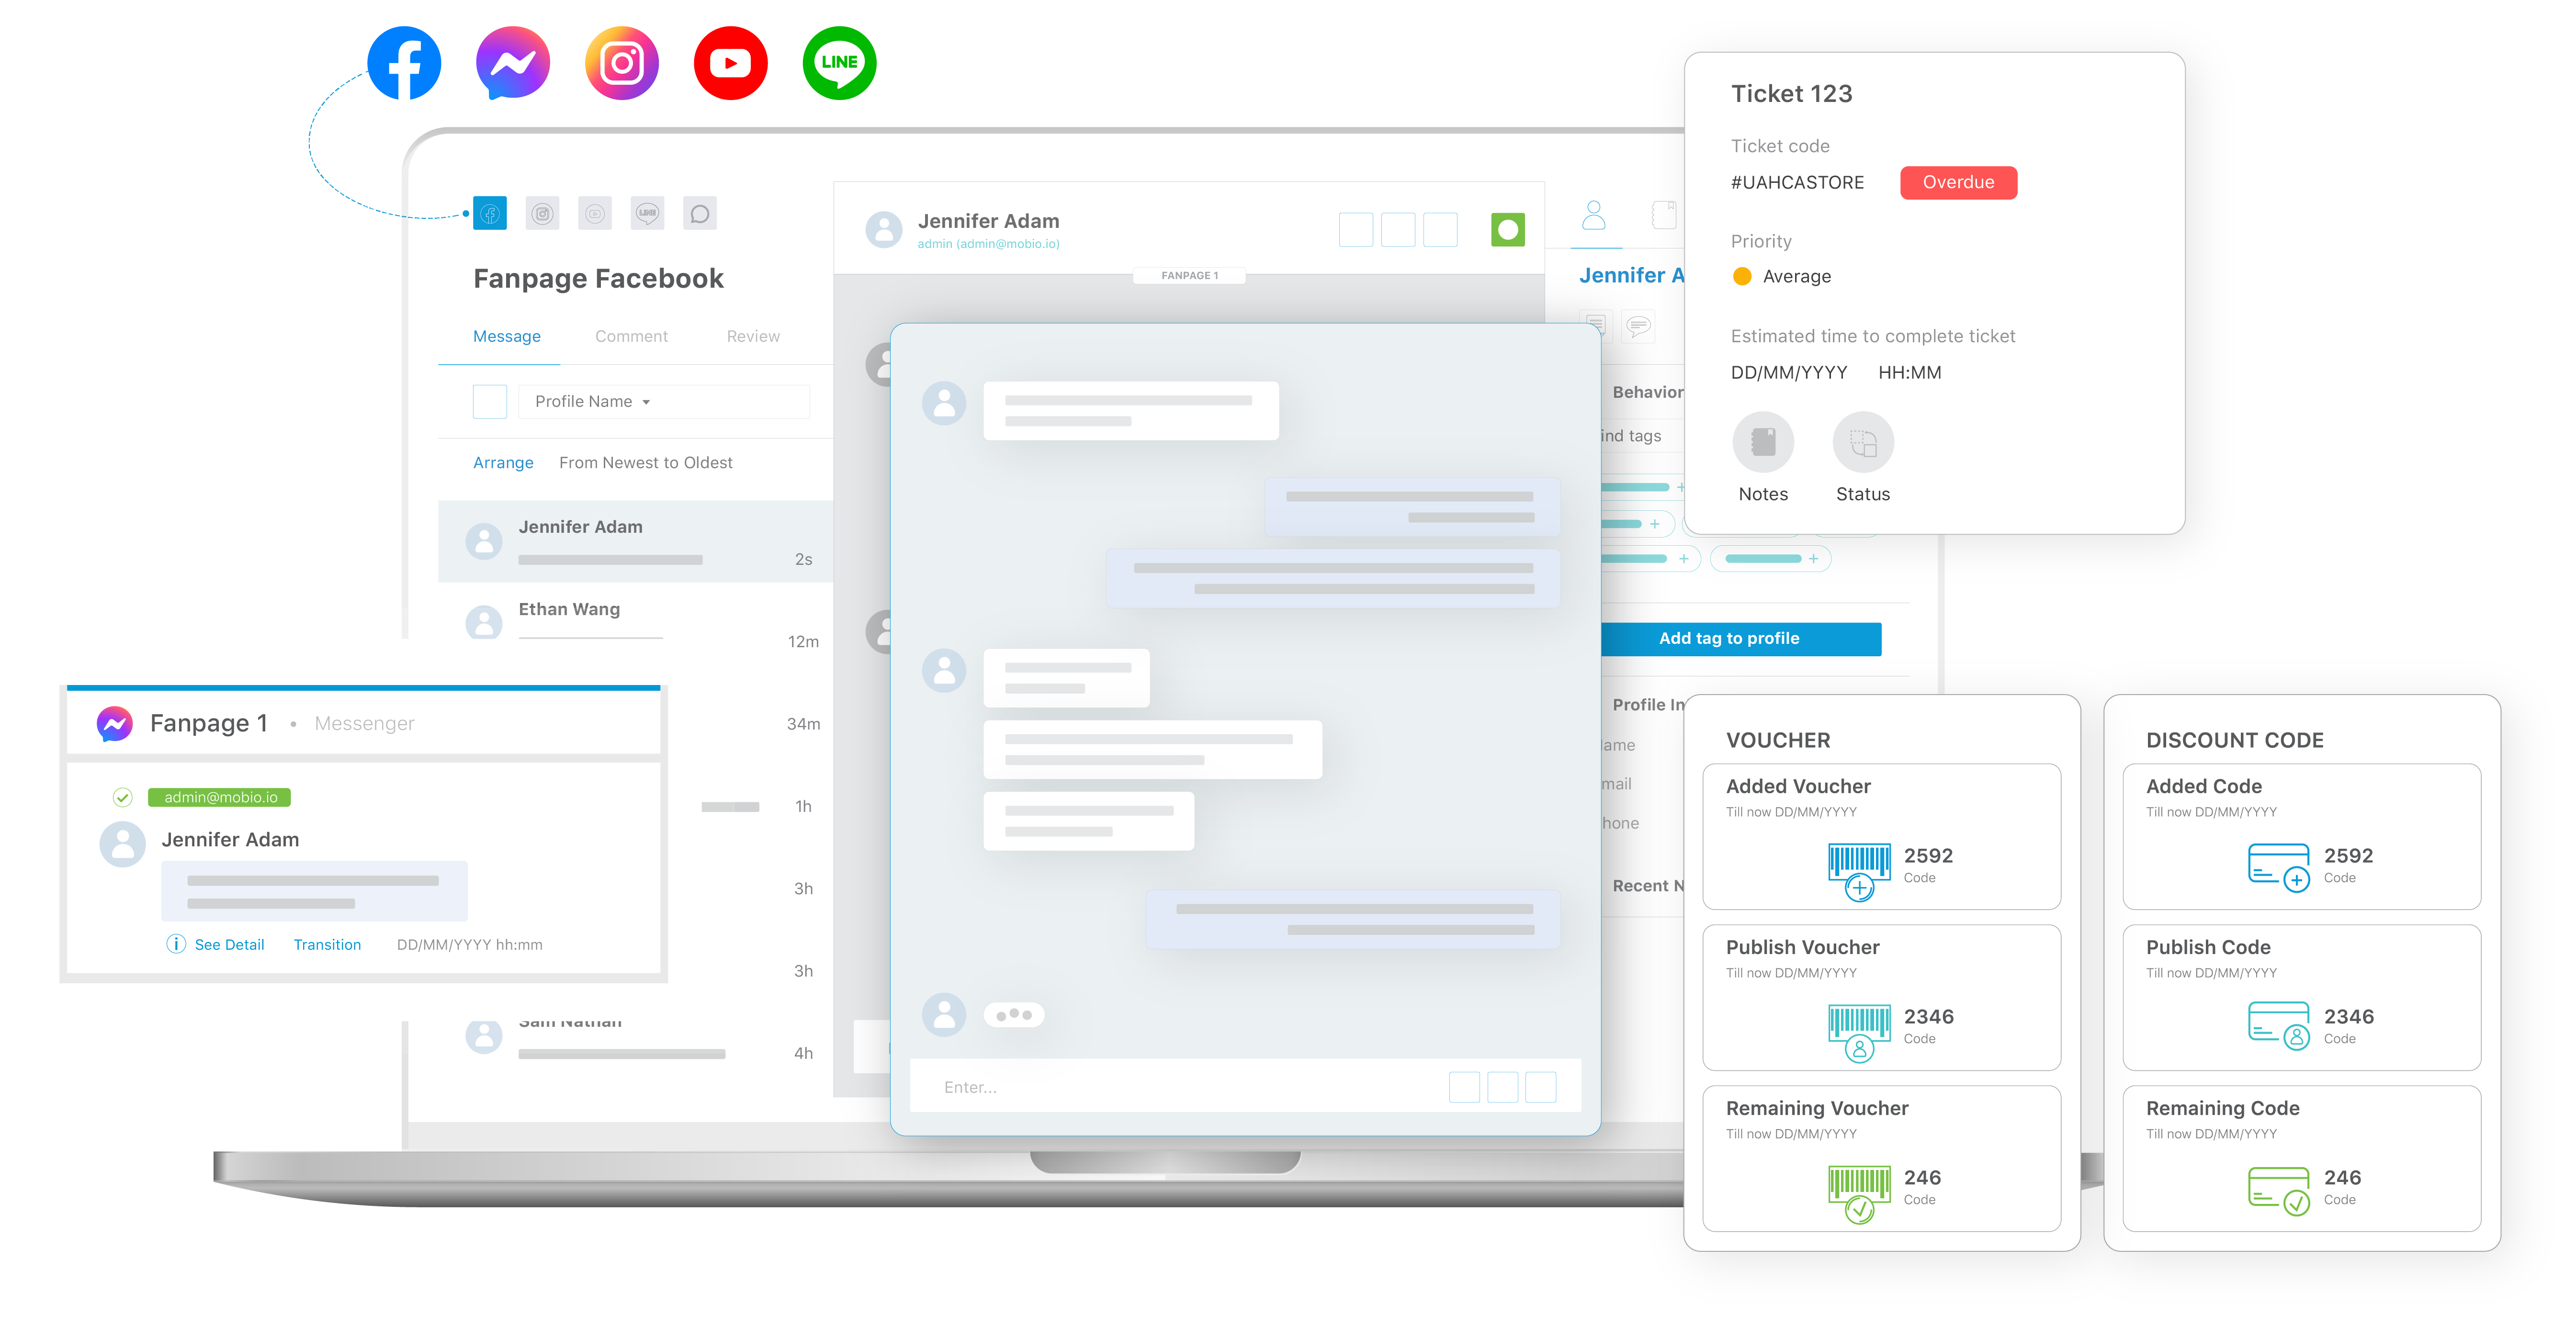 LINE
LINE
Fanpage Facebook
Message Comment Review
Profile Name
Arrange From Newest to Oldest
Jennifer Adam
2s
Ethan Wang
12m
34m
1h
3h
3h
Sam Nathan
4h
Fanpage 1 • Messenger
admin@mobio.io
Jennifer Adam
See Detail Transition DD/MM/YYYY hh:mm
Jennifer Adam
admin (admin@mobio.io)
FANPAGE 1
Enter...
Jennifer A
Behavior
ind tags
Add tag to profile
Profile In
ame
mail
hone
Recent N
Ticket 123
Ticket code
#UAHCASTORE Overdue
Priority
Average
Estimated time to complete ticket
DD/MM/YYYY HH:MM
Notes Status
VOUCHER
Added Voucher
Till now DD/MM/YYYY
2592
Code
Publish Voucher
Till now DD/MM/YYYY
2346
Code
Remaining Voucher
Till now DD/MM/YYYY
246
Code
DISCOUNT CODE
Added Code
Till now DD/MM/YYYY
2592
Code
Publish Code
Till now DD/MM/YYYY
2346
Code
Remaining Code
Till now DD/MM/YYYY
246
Code